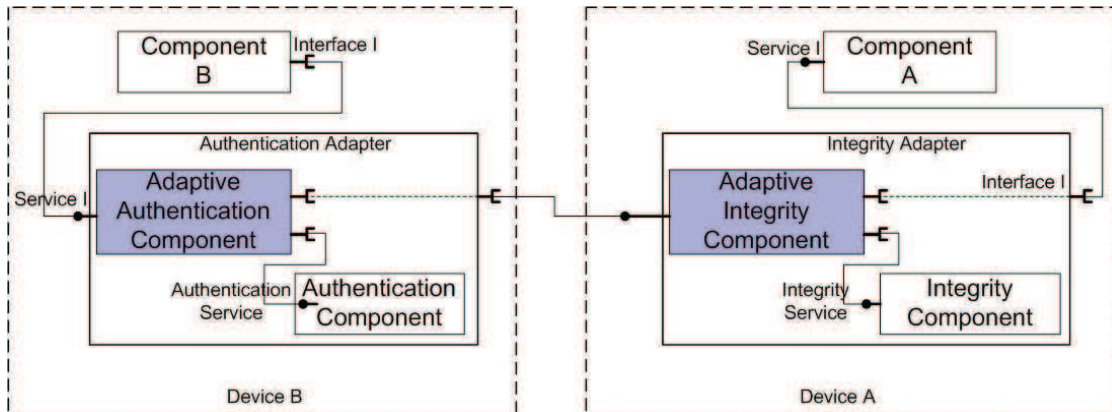 Component
B
Interface I
Authentication Adapter
Service I
Adaptive
Authentication
Component
Authentication
Service
Authentication
Component
Device B
Service I
Component
A
Integrity Adapter
Adaptive
Integrity
Component
Interface I
Integrity
Service
Integrity
Component
Device A